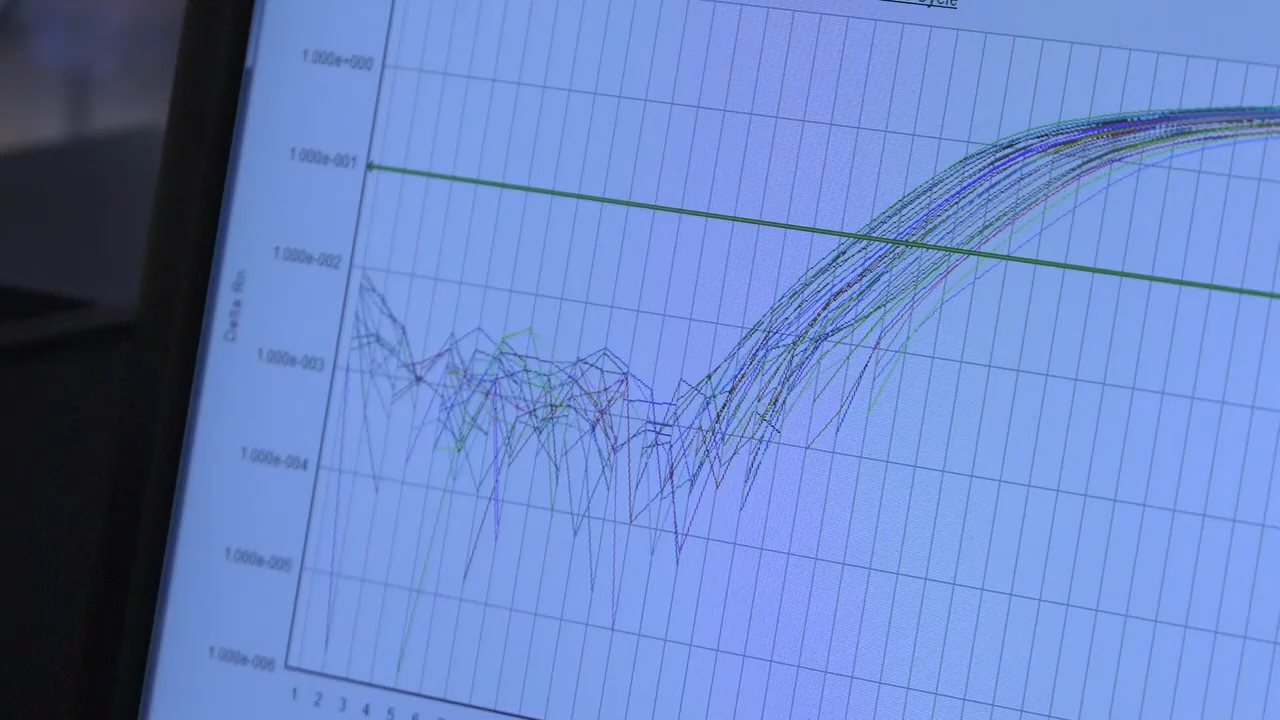 Cycle
1.000e+000
1.000e-001
1.000e-002
1.000e-003
1.000e-004
1.000e-005
1.000e-006
Delta Rn
1 2 3 4 5 6